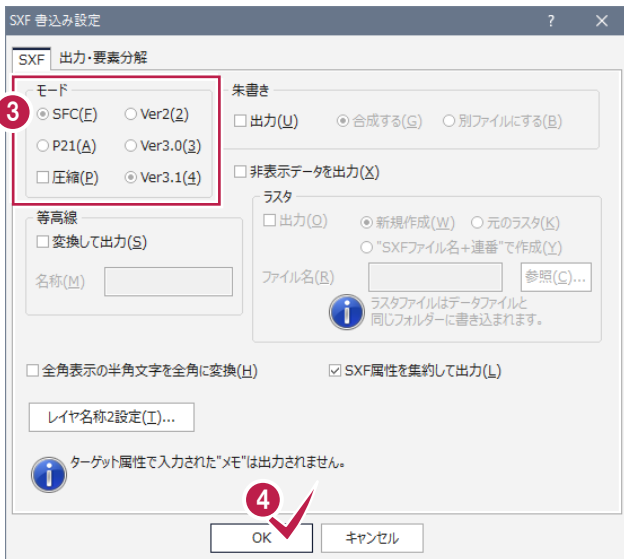 SXF 書込み設定 ? ×
SXF 出力・要素分解
3
モード
SFC(F) Ver2(2)
P21(A) Ver3.0(3)
圧縮(P) Ver3.1(4)
朱書き
出力(U) 合成する(G) 別ファイルにする(B)
非表示データを出力(X)
等高線
変換して出力(S)
名称(M)
ラスタ
出力(O) 新規作成(W) 元のラスタ(K)
"SXFファイル名+連番"で作成(Y)
ファイル名(R) 参照(C)...
ラスタファイルはデータファイルと
同じフォルダーに書き込まれます。
全角表示の半角文字を全角に変換(H) SXF属性を集約して出力(L)
レイヤ名称2設定(T)...
ターゲット属性で入力された"メモ"は出力されません。
4
OK キャンセル